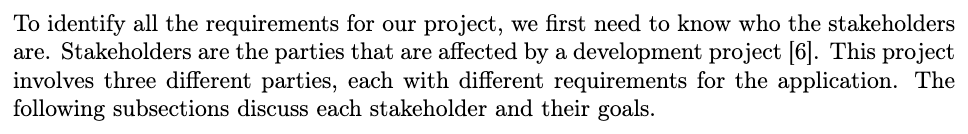 To identify all the requirements for our project, we first need to know who the stakeholders
are. Stakeholders are the parties that are affected by a development project [6]. This project
involves three different parties, each with different requirements for the application. The
following subsections discuss each stakeholder and their goals.